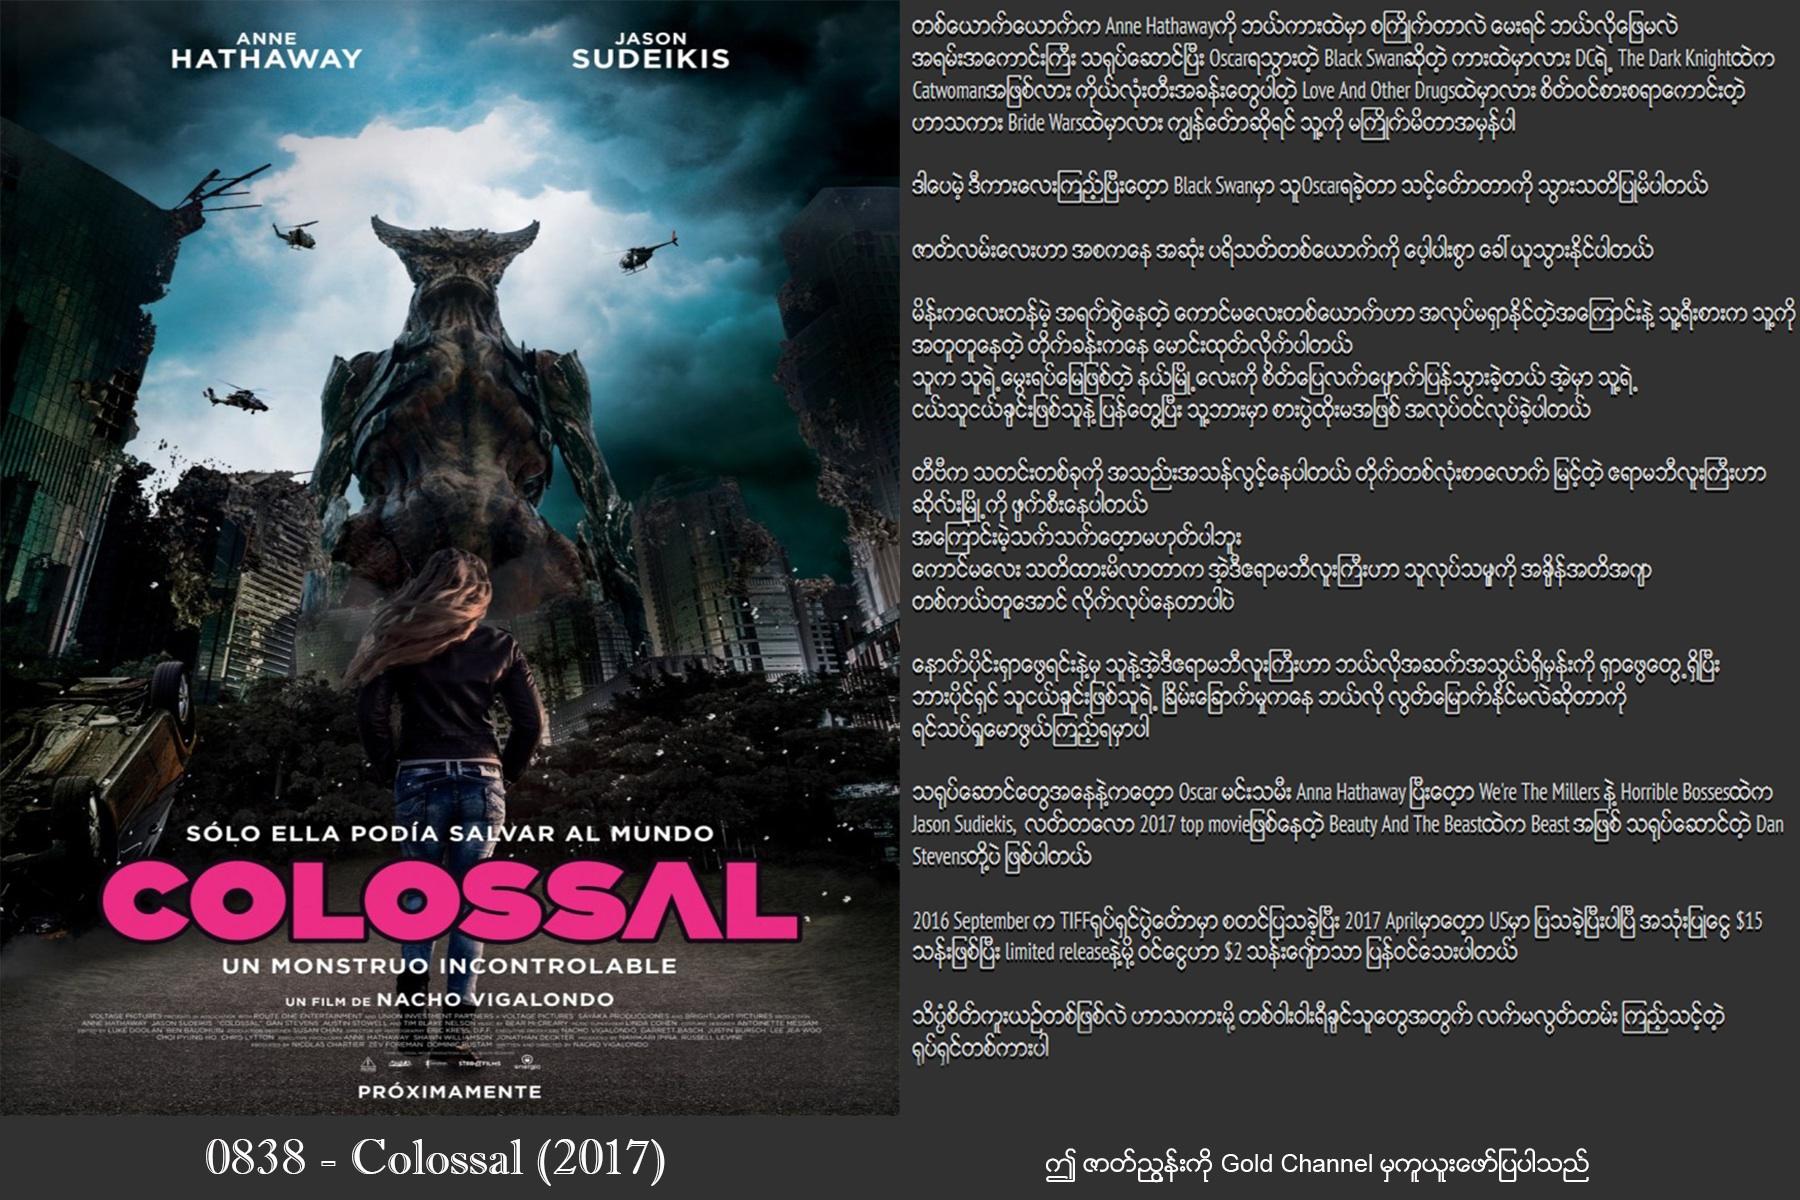 ANNE
HATHAWAY
JASON
SUDEIKIS
SÓLO ELLA PODÍA SALVAR AL MUNDO
COLOSSAL
UN MONSTRUO INCONTROLABLE
UN FILM DE NACHO VIGALONDO
PRÓXIMAMENTE
0838 - Colossal (2017)
တစ်ယောက်ယောက်က Anne Hathawayကို ဘယ်ကားထဲမှာ စကြိုက်တာလဲ မေးရင် ဘယ်လိုဖြေမလဲ
အရမ်းအကောင်းကြီး သရုပ်ဆောင်ပြီး Oscarရသွားတဲ့ Black Swanဆိုတဲ့ ကားထဲမှာလား DCရဲ့ The Dark Knightထဲက
Catwomanအဖြစ်လား ကိုယ်လုံးတီးအခန်းတွေပါတဲ့ Love And Other Drugsထဲမှာလား စိတ်ဝင်စားစရာကောင်းတဲ့
ဟာသကား Bride Warsထဲမှာလား ကျွန်တော်ဆိုရင် သူ့ကို မကြိုက်မိတာအမှန်ပါ
ဒါပေမဲ့ ဒီကားလေးကြည့်ပြီးတော့ Black Swanမှာ သူOscarရခဲ့တာ သင့်တော်တာကို သွားသတိပြုမိပါတယ်
ဇာတ်လမ်းလေးဟာ အစကနေ အဆုံး ပရိသတ်တစ်ယောက်ကို ပေါ့ပါးစွာ ခေါ်ယူသွားနိုင်ပါတယ်
မိန်းကလေးတန်မဲ့ အရက်စွဲနေတဲ့ ကောင်မလေးတစ်ယောက်ဟာ အလုပ်မရှာနိုင်တဲ့အကြောင်းနဲ့ သူ့ရီးစားက သူ့ကို
အတူတူနေတဲ့ တိုက်ခန်းကနေ မောင်းထုတ်လိုက်ပါတယ်
သူက သူရဲ့မွေးရပ်မြေဖြစ်တဲ့ နယ်မြို့လေးကို စိတ်ပြေလက်ပျောက်ပြန်သွားခဲ့တယ် အဲ့မှာ သူ့ရဲ့
ငယ်သူငယ်ချင်းဖြစ်သူနဲ့ ပြန်တွေ့ပြီး သူ့ဘားမှာ စားပွဲထိုးမအဖြစ် အလုပ်ဝင်လုပ်ခဲ့ပါတယ်
တီဗီက သတင်းတစ်ခုကို အသည်းအသန်လွှင့်နေပါတယ် တိုက်တစ်လုံးစာလောက် မြင့်တဲ့ ဧရာမဘီလူးကြီးဟာ
ဆိုလ်းမြို့ကို ဖျက်စီးနေပါတယ်
အကြောင်းမဲ့သက်သက်တော့မဟုတ်ပါဘူး
ကောင်မလေး သတိထားမိလာတာက အဲ့ဒီဧရာမဘီလူးကြီးဟာ သူလုပ်သမျှကို အချိန်အတိအကျ
တစ်ကယ်တူအောင် လိုက်လုပ်နေတာပါပဲ
နောက်ပိုင်းရှာဖွေရင်းနဲ့မှ သူနဲ့အဲ့ဒီဧရာမဘီလူးကြီးဟာ ဘယ်လိုအဆက်အသွယ်ရှိမှန်းကို ရှာဖွေတွေ့ရှိပြီး
ဘားပိုင်ရှင် သူငယ်ချင်းဖြစ်သူရဲ့ ခြိမ်းခြောက်မှုကနေ ဘယ်လို လွတ်မြောက်နိုင်မလဲဆိုတာကို
ရင်သပ်ရှုမောဖွယ်ကြည့်ရမှာပါ
သရုပ်ဆောင်တွေအနေနဲ့ကတော့ Oscar မင်းသမီး Anna Hathaway ပြီးတော့ We're The Millers နဲ့ Horrible Bossesထဲက
Jason Sudiekis, လတ်တလော 2017 top movieဖြစ်နေတဲ့ Beauty And The Beastထဲက Beast အဖြစ် သရုပ်ဆောင်တဲ့ Dan
Stevensတို့ပဲ ဖြစ်ပါတယ်
2016 September က TIFFရုပ်ရှင်ပွဲတော်မှာ စတင်ပြသခဲ့ပြီး 2017 Aprilမှာတော့ USမှာ ပြသခဲ့ပြီးပါပြီ အသုံးပြုငွေ $15
သန်းဖြစ်ပြီး limited releaseနဲ့မို့ ဝင်ငွေဟာ $2 သန်းကျော်သာ ပြန်ဝင်သေးပါတယ်
သိပ္ပံစိတ်ကူးယဉ်တစ်ဖြစ်လဲ ဟာသကားမို့ တစ်ဝါးဝါးရီချင်သူတွေအတွက် လက်မလွှတ်တမ်း ကြည့်သင့်တဲ့
ရုပ်ရှင်တစ်ကားပါ
ဤ ဇာတ်ညွှန်းကို Gold Channel မှကူယူးဖော်ပြပါသည်